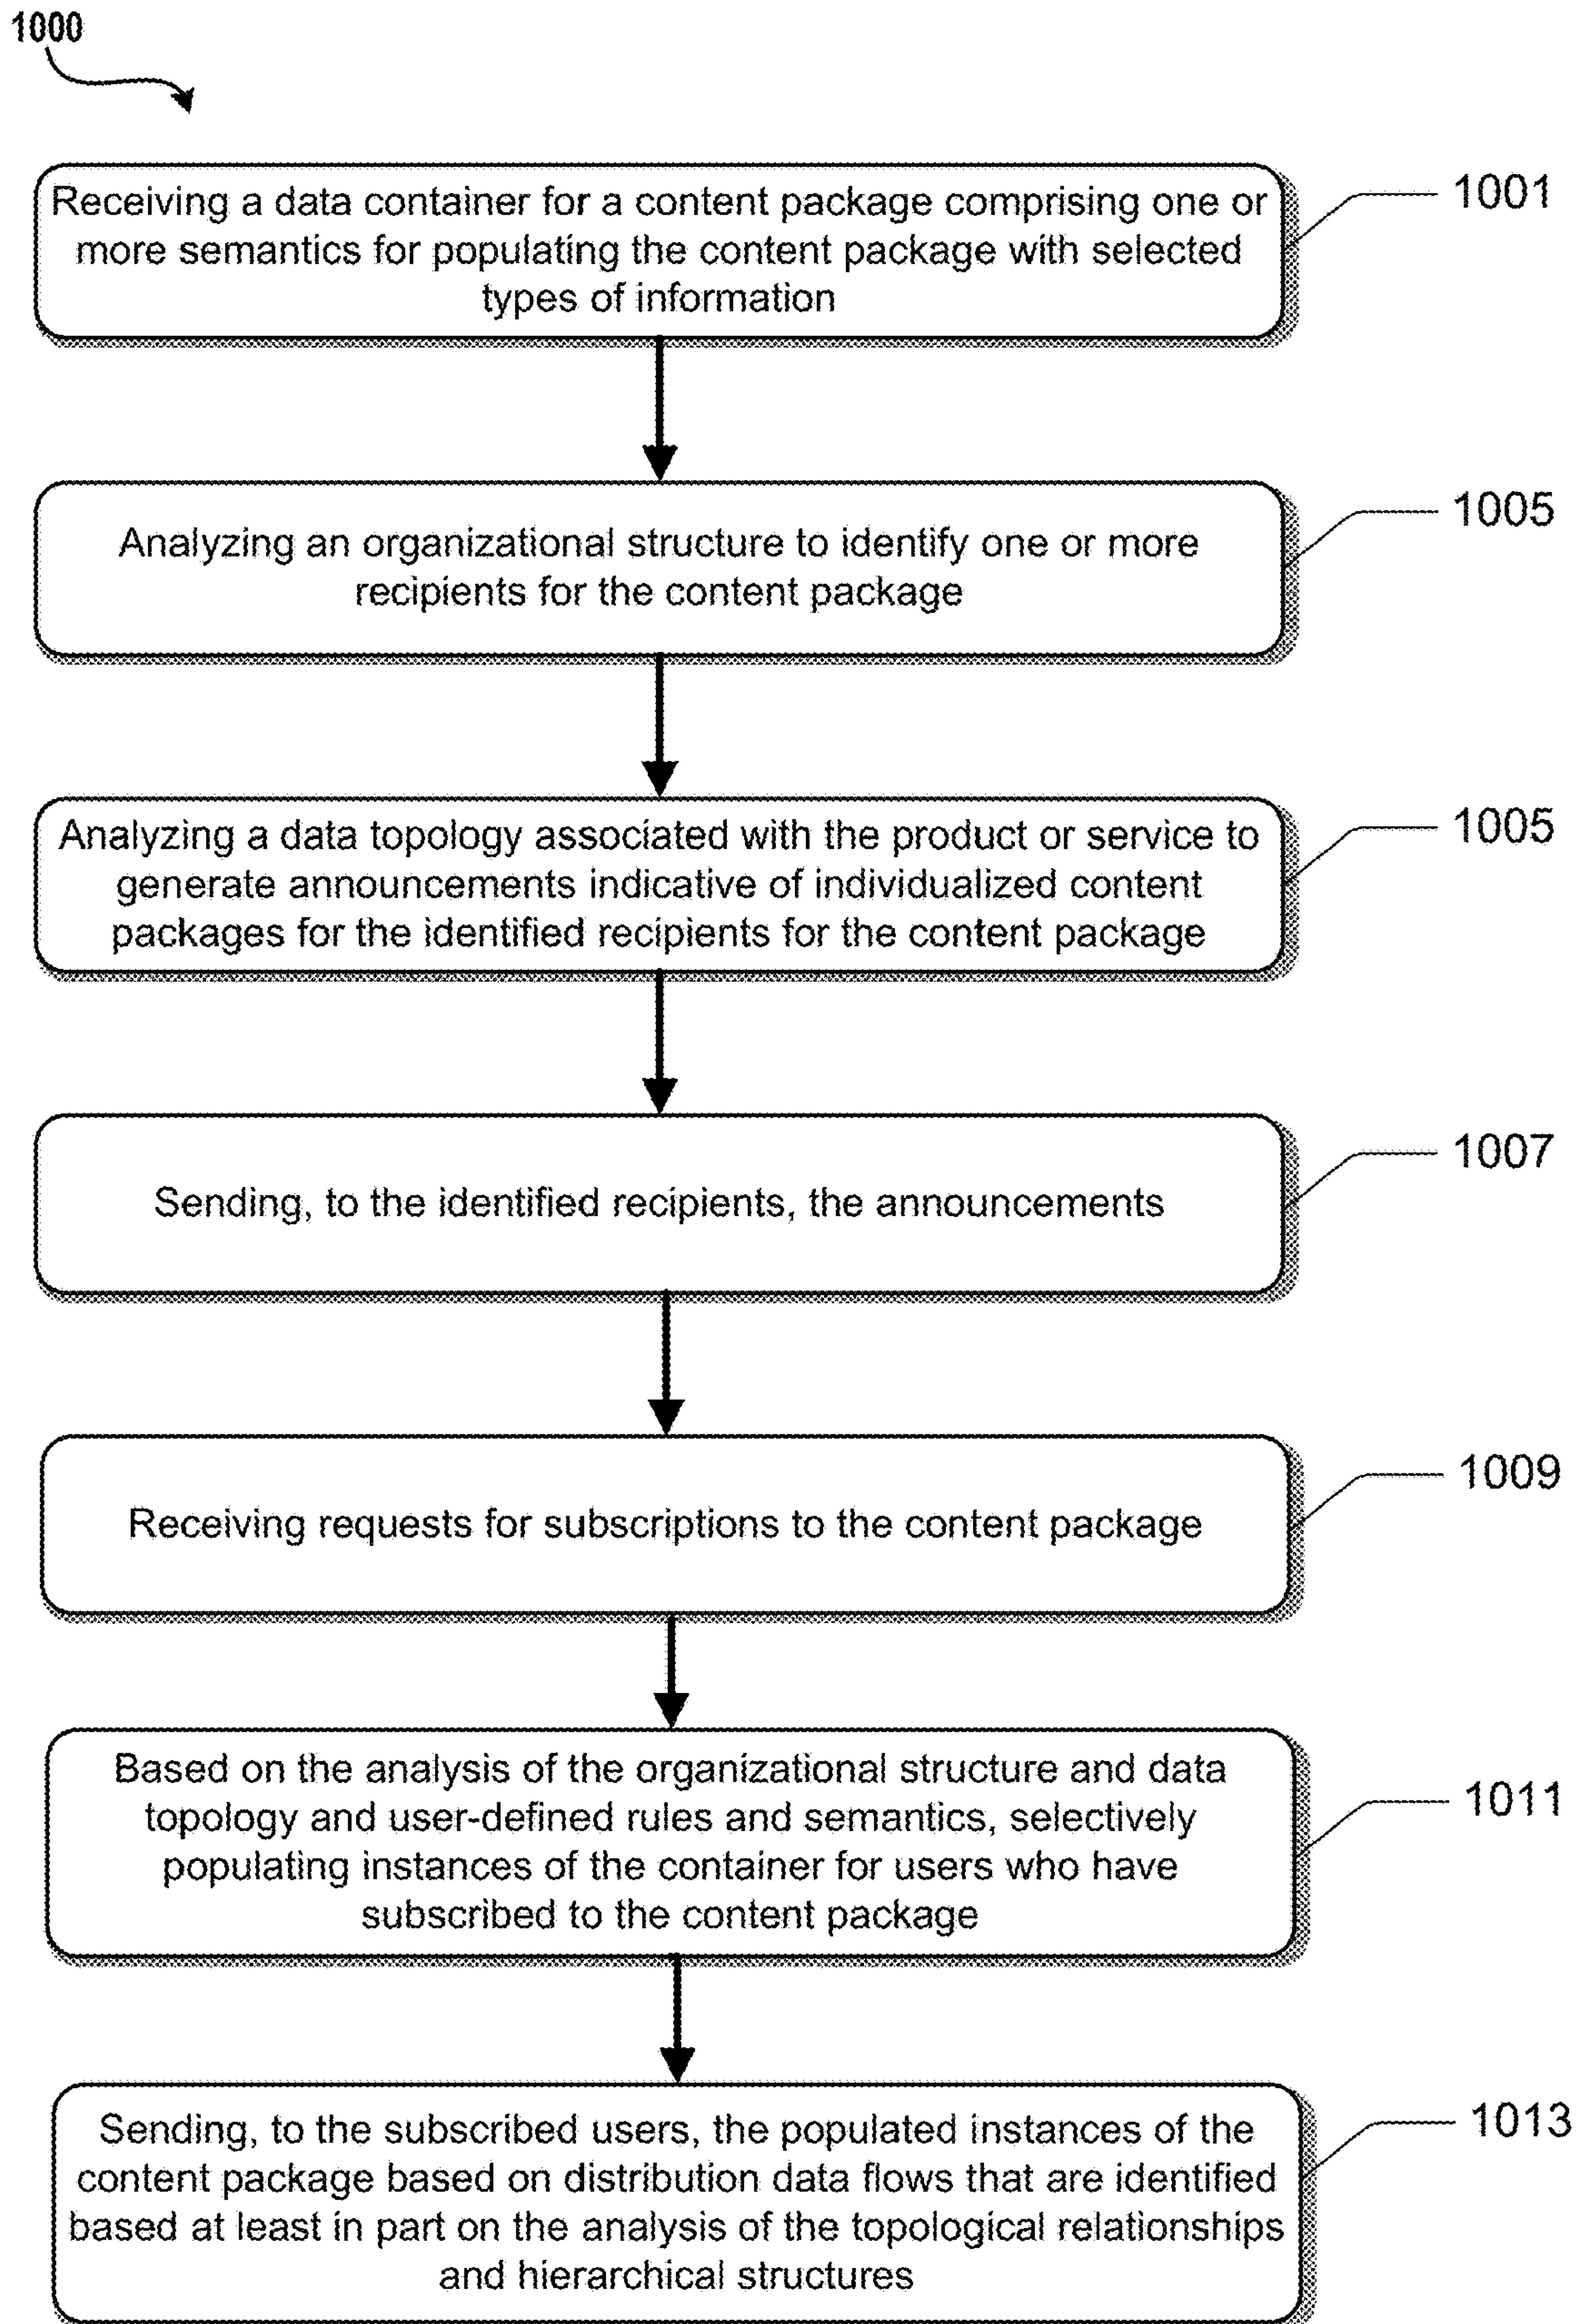 1000
Receiving a data container for a content package comprising one or
more semantics for populating the content package with selected
types of information
1001
Analyzing an organizational structure to identify one or more
recipients for the content package
1005
Analyzing a data topology associated with the product or service to
generate announcements indicative of individualized content
packages for the identified recipients for the content package
1005
Sending, to the identified recipients, the announcements
1007
Receiving requests for subscriptions to the content package
1009
Based on the analysis of the organizational structure and data
topology and user-defined rules and semantics, selectively
populating instances of the container for users who have
subscribed to the content package
1011
Sending, to the subscribed users, the populated instances of the
content package based on distribution data flows that are identified
based at least in part on the analysis of the topological relationships
and hierarchical structures
1013